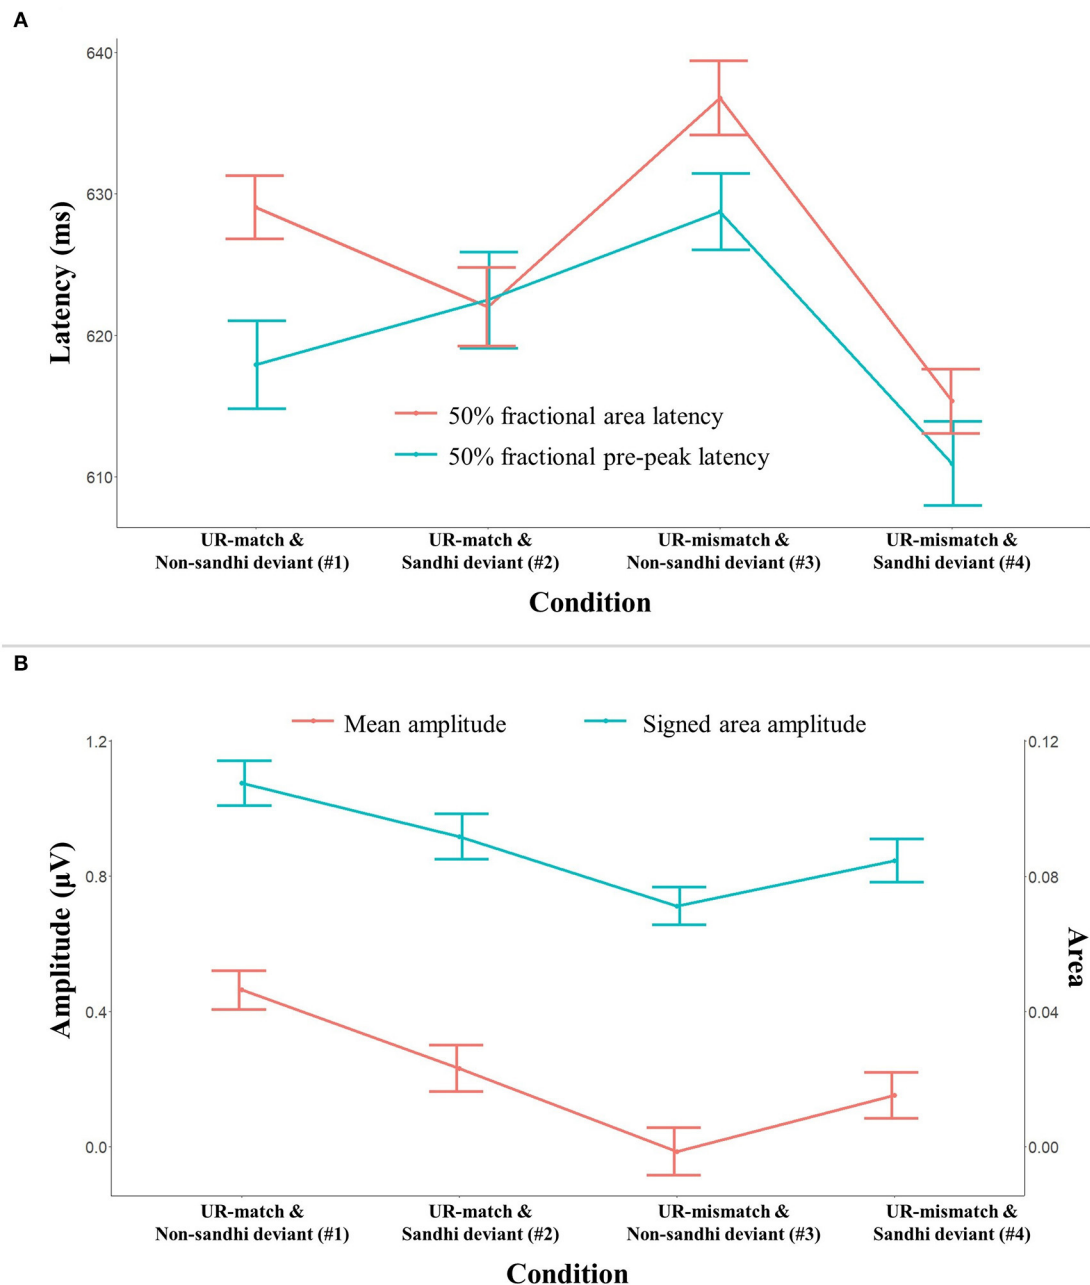 A
640
630
620
610
Latency (ms)
50% fractional area latency
50% fractional pre-peak latency
UR-match &
Non-sandhi deviant (#1)
UR-match &
Sandhi deviant (#2)
UR-mismatch &
Non-sandhi deviant (#3)
UR-mismatch &
Sandhi deviant (#4)
Condition
B
Mean amplitude
Signed area amplitude
1.2
0.8
0.4
0.0
Amplitude (μV)
0.12
0.08
0.04
0.00
Area
UR-match &
Non-sandhi deviant (#1)
UR-match &
Sandhi deviant (#2)
UR-mismatch &
Non-sandhi deviant (#3)
UR-mismatch &
Sandhi deviant (#4)
Condition